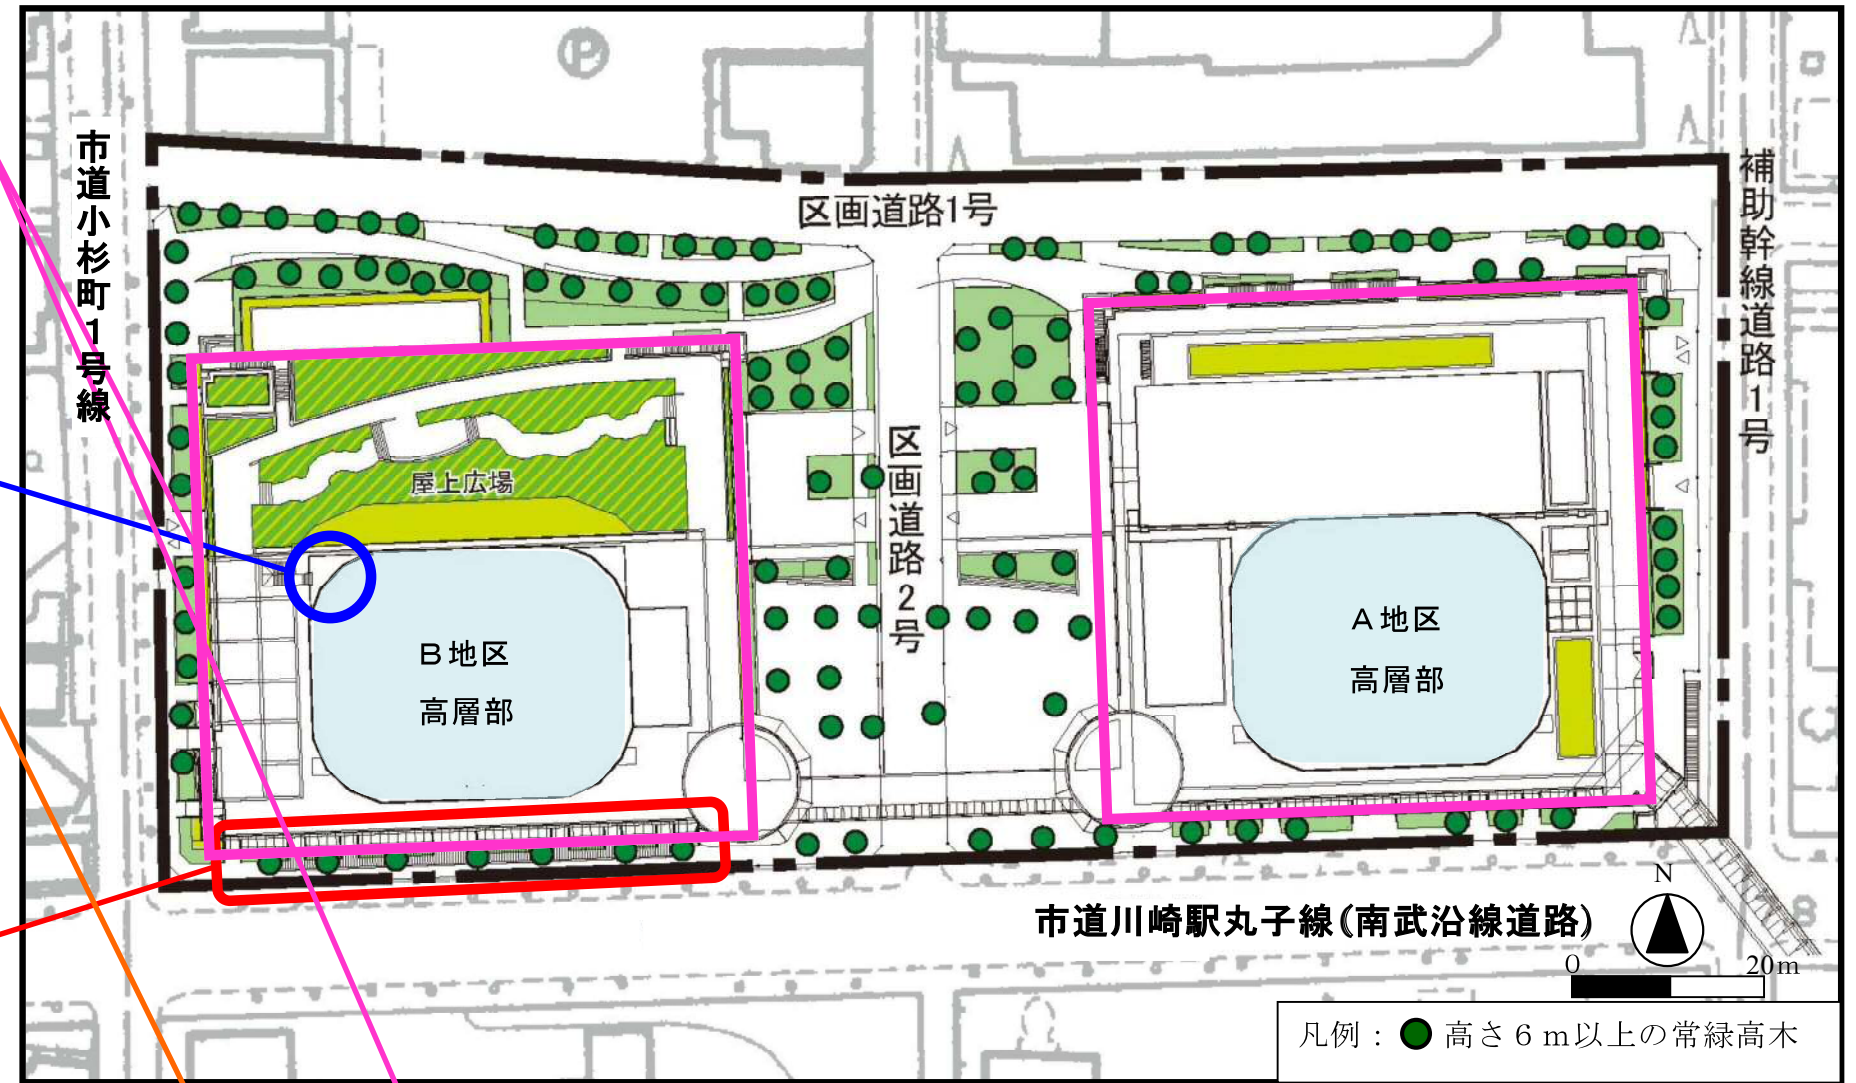 Ⓟ
市道小杉町1号線
区画道路1号
補助幹線道路1号
屋上広場
区画道路2号
B地区
高層部
A地区
高層部
市道川崎駅丸子線(南武沿線道路)
N
0 20m
凡例：●高さ６ｍ以上の常緑高木